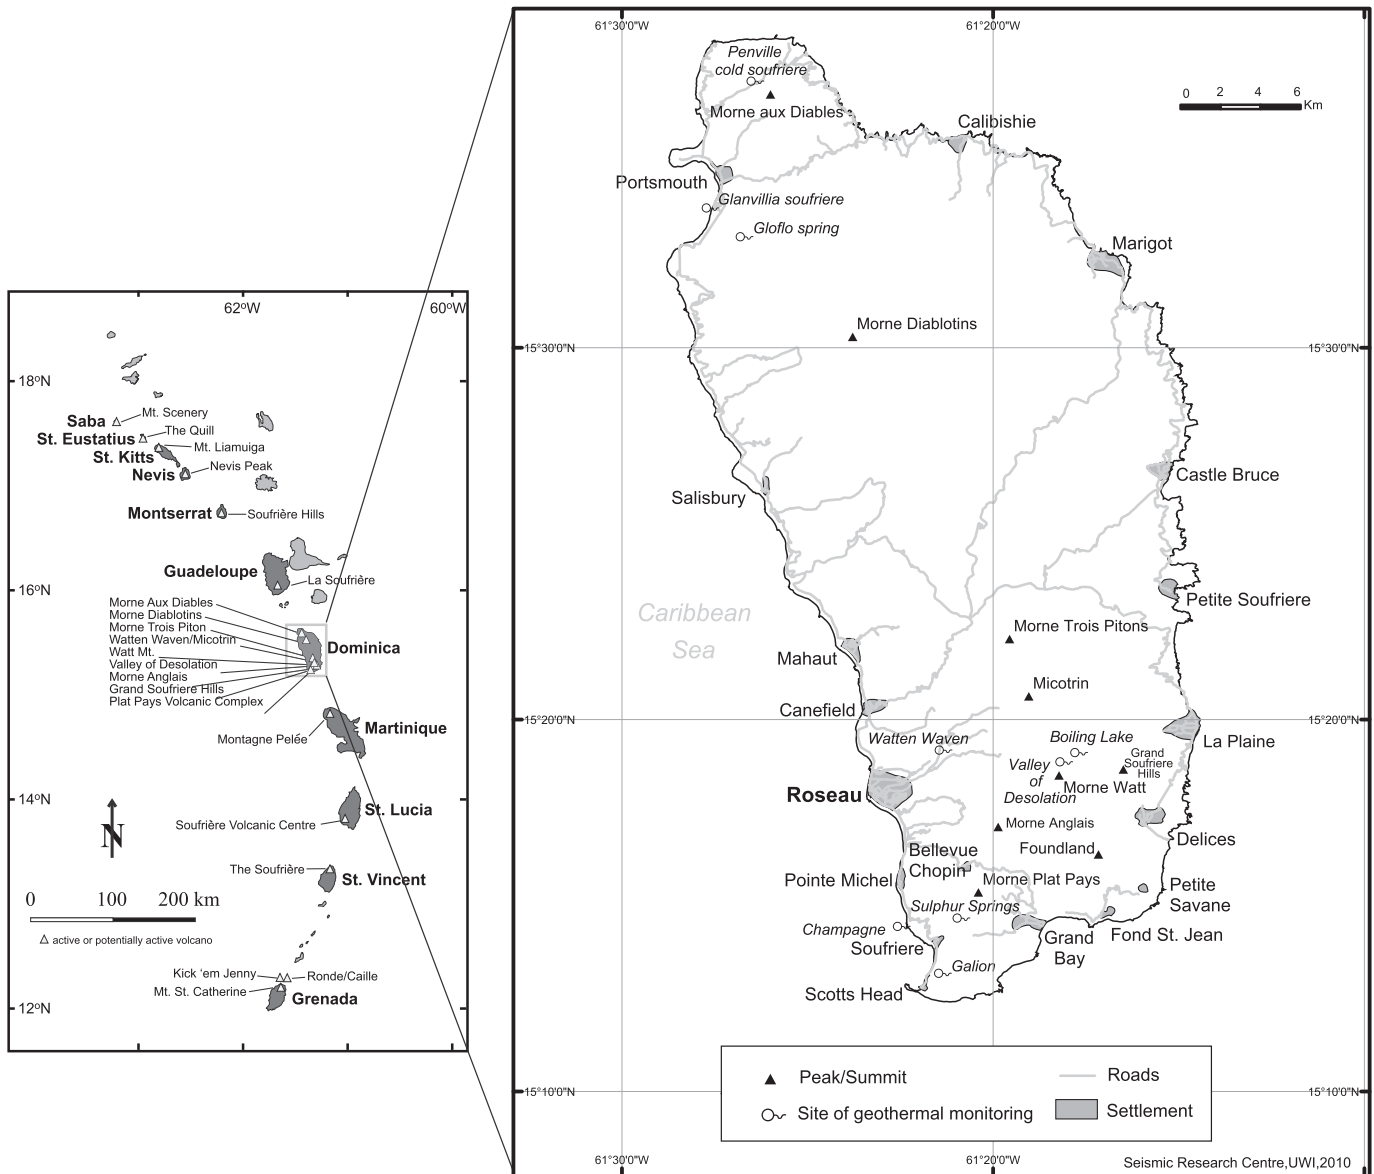 62ºW
60ºW
18ºN
Saba
Mt. Scenery
St. Eustatius
The Quill
St. Kitts
Mt. Liamuiga
Nevis
Nevis Peak
Montserrat
Soufrière Hills
16ºN
Guadeloupe
La Soufrière
Morne Aux Diables
Morne Diablotins
Morne Trois Piton
Watten Waven/Micotrin
Watt Mt.
Valley of Desolation
Morne Anglais
Grand Soufriere Hills
Plat Pays Volcanic Complex
Dominica
Martinique
Montagne Pelée
14ºN
N
St. Lucia
Soufrière Volcanic Centre
The Soufrière
St. Vincent
0 100 200 km
active or potentially active volcano
Kick ‘em Jenny
Ronde/Caille
Mt. St. Catherine
Grenada
12ºN
61°30'0"W
61°20'0"W
Penville
cold soufriere
Morne aux Diables
0 2 4 6
Km
Calibishie
Portsmouth
Glanvillia soufriere
Gloflo spring
Marigot
Morne Diablotins
15°30'0"N
15°30'0"N
Salisbury
Castle Bruce
Petite Soufriere
Caribbean
Sea
Morne Trois Pitons
Mahaut
Micotrin
Canefield
15°20'0"N
15°20'0"N
Watten Waven
Boiling Lake
La Plaine
Valley
of
Desolation
Grand
Soufriere
Hills
Morne Watt
Roseau
Morne Anglais
Delices
Foundland
Bellevue
Chopin
Pointe Michel
Morne Plat Pays
Petite
Savane
Sulphur Springs
Champagne
Soufriere
Grand
Bay
Fond St. Jean
Galion
Scotts Head
15°10'0"N
15°10'0"N
Peak/Summit
Roads
Site of geothermal monitoring
Settlement
61°30'0"W
61°20'0"W
Seismic Research Centre,UWI,2010